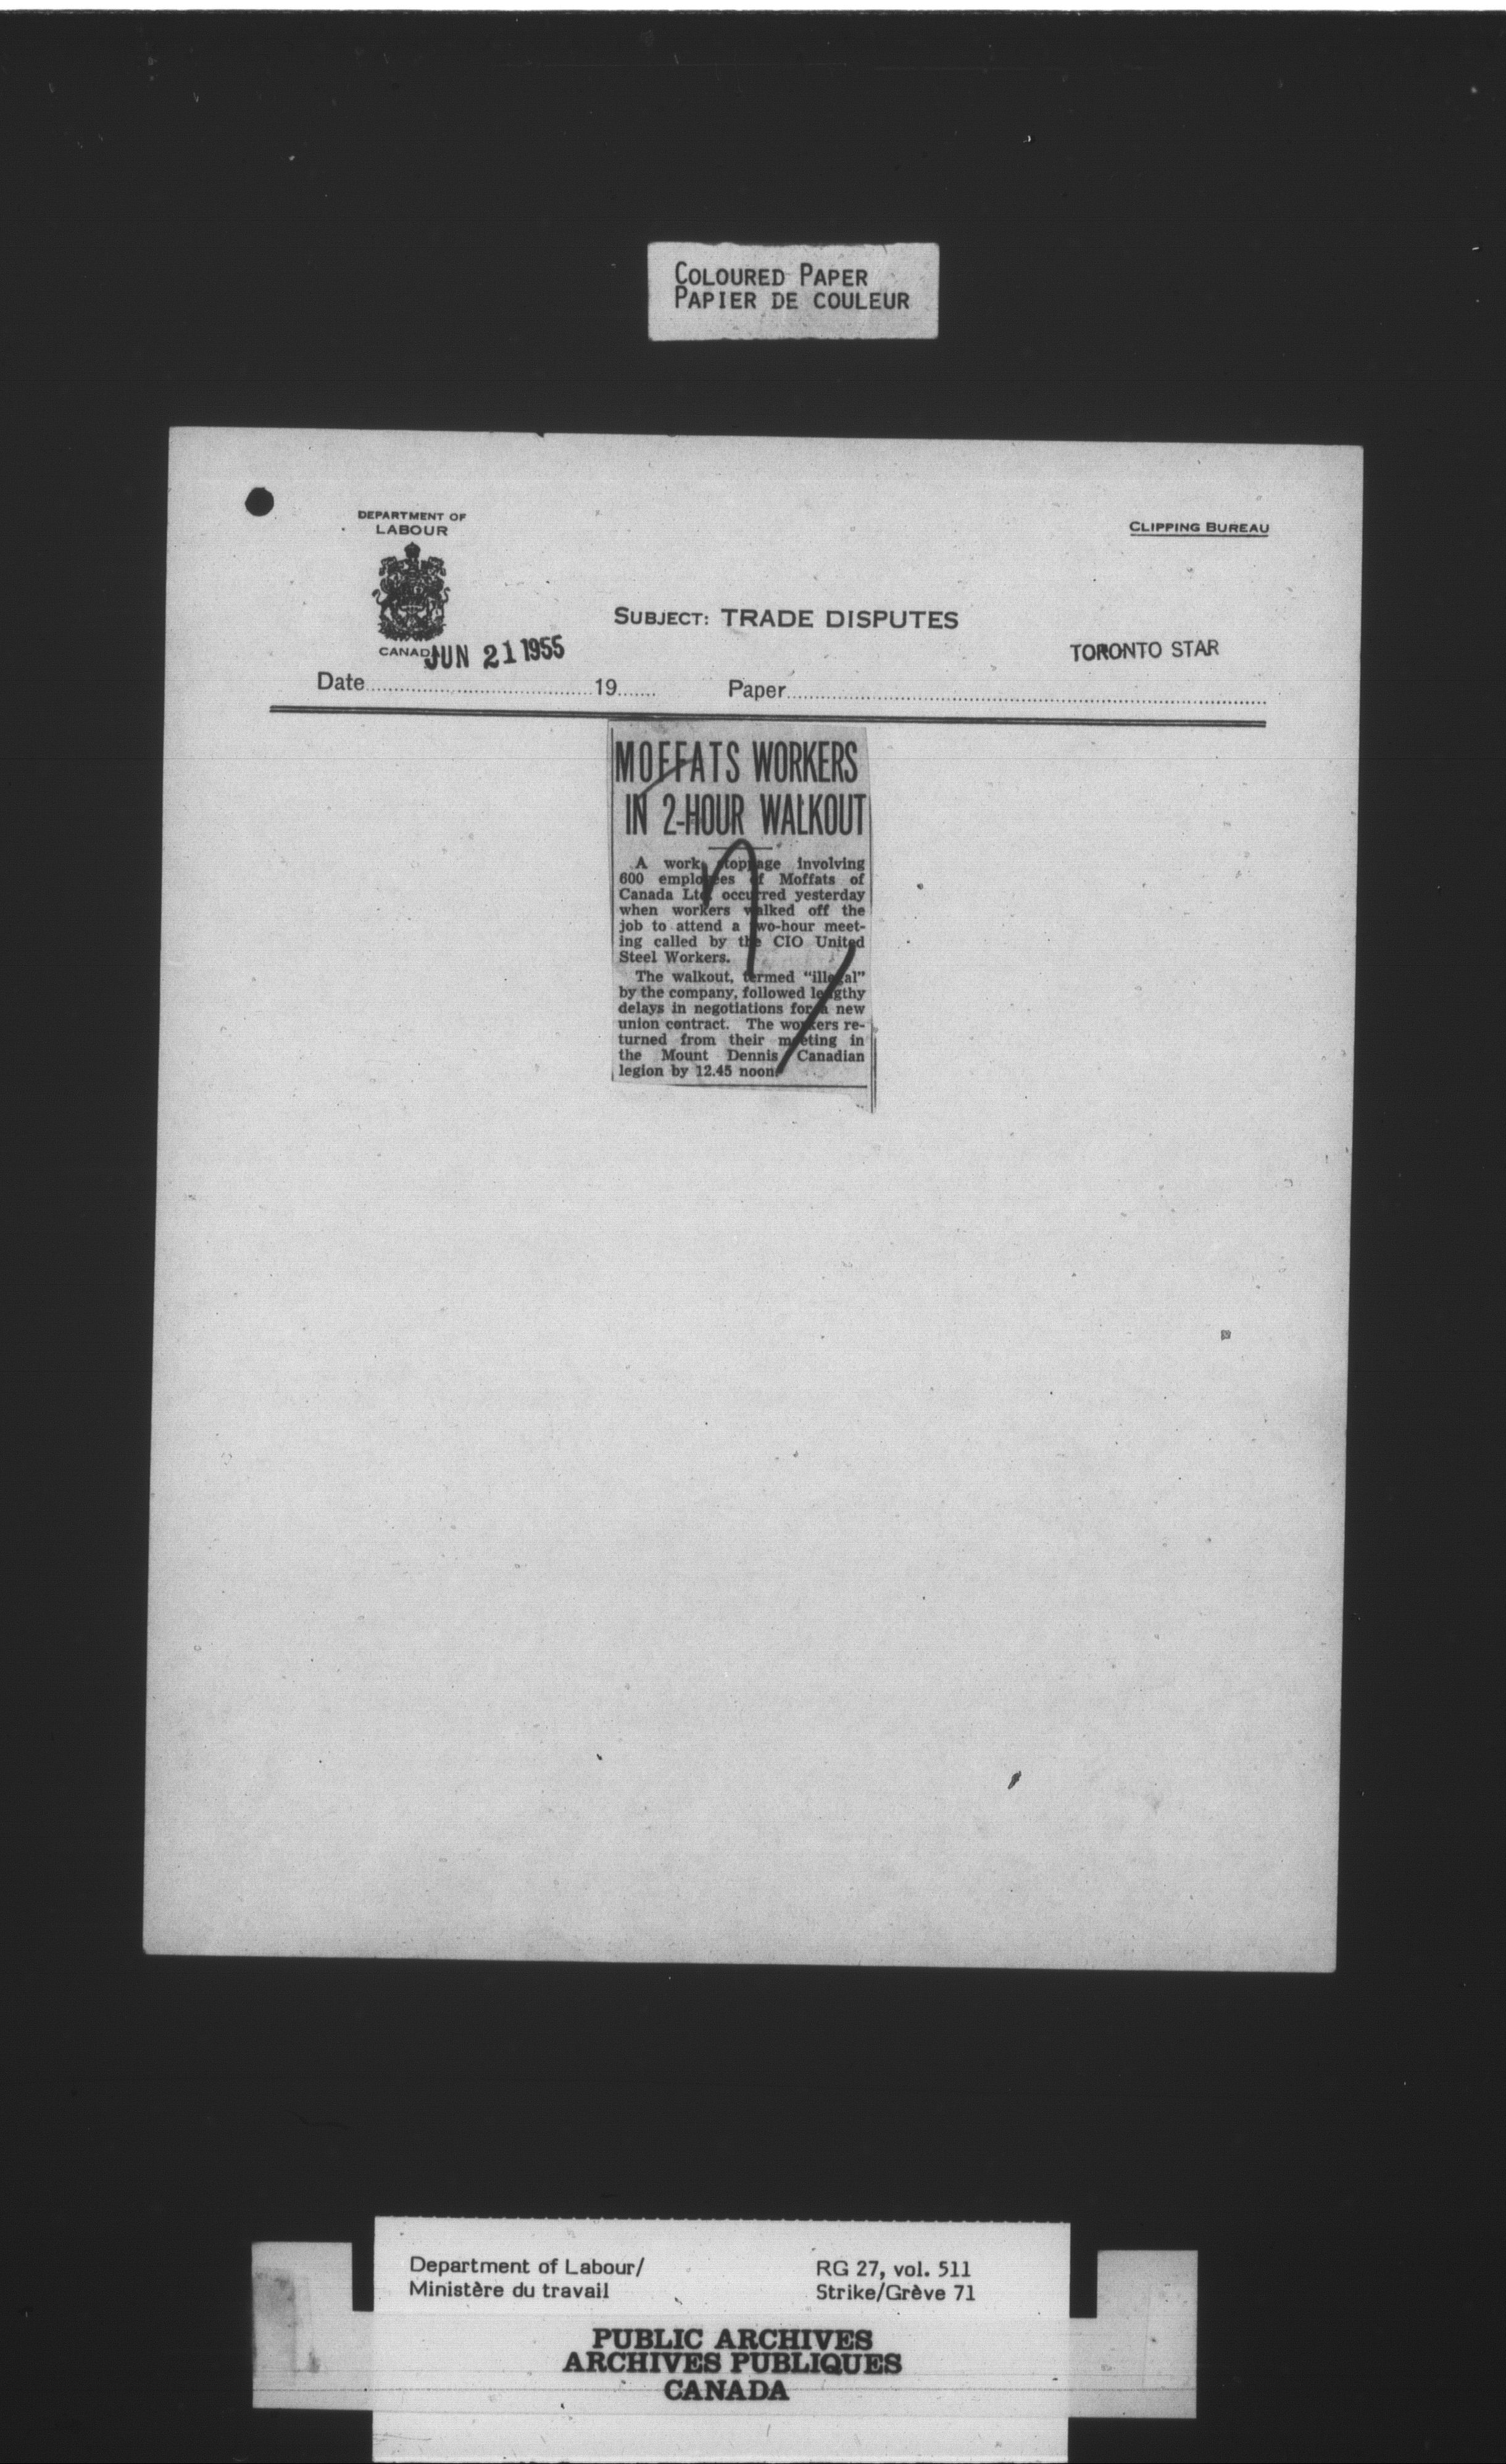 COLOURED PAPER
PAPIER DE COULEUR
DEPARTMENT OF
LABOUR
CANADA
CLIPPING BUREAU
SUBJECT: TRADE DISPUTES
JUN 21 1955
TORONTO STAR
Date 19 Paper
MOFFATS WORKERS
IN 2-HOUR WALKOUT
A work stoppage involving
600 employees of Moffats of
Canada Ltd. occurred yesterday
when workers walked off the
job to attend a two-hour meet-
ing called by the CIO United
Steel Workers.
The walkout, termed "illegal"
by the company, followed lengthy
delays in negotiations for a new
union contract. The workers re-
turned from their meeting in
the Mount Dennis Canadian
legion by 12.45 noon.
Department of Labour/
Ministère du travail
RG 27, vol. 511
Strike/Grève 71
PUBLIC ARCHIVES
ARCHIVES PUBLIQUES
CANADA